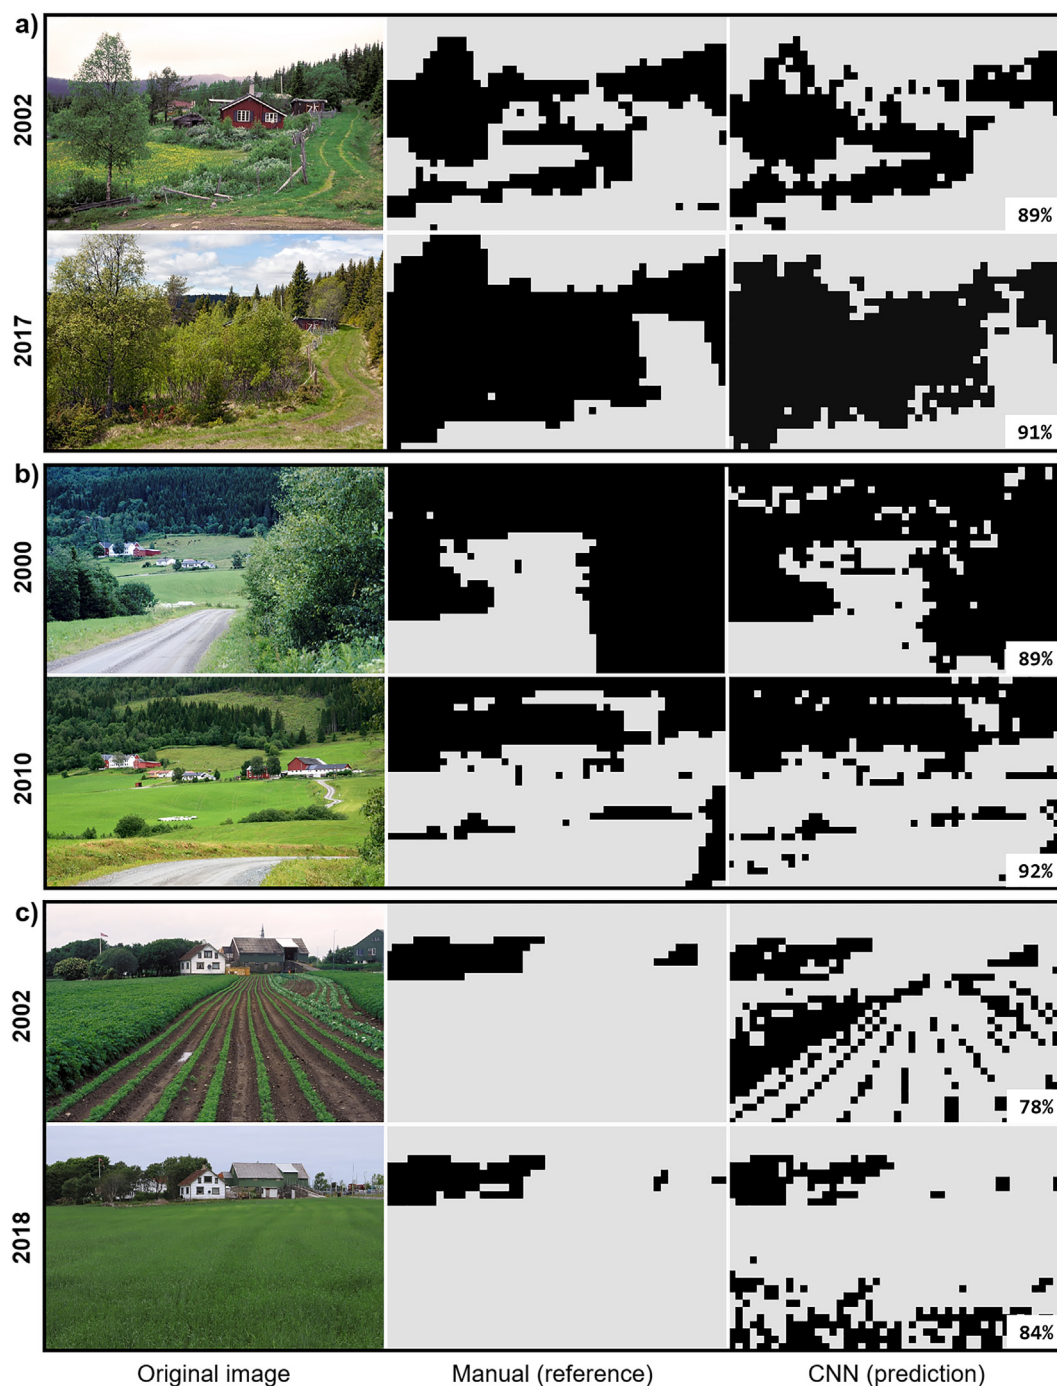 a)
2002
89%
2017
91%
b)
2000
89%
2010
92%
c)
2002
78%
2018
84%
Original image
Manual (reference)
CNN (prediction)